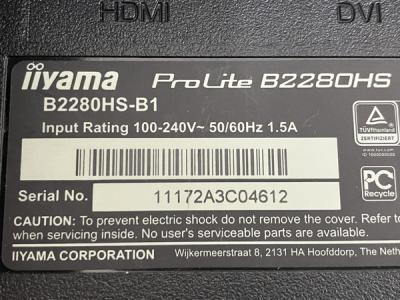 HDMI DVI
iiyama ProLite B2280HS
B2280HS-B1
Input Rating 100-240V~ 50/60Hz 1.5A
TÜVRheinland
ZERTIFIZIERT
Serial No. 11172A3C04612
PC
Recycle
CAUTION: To prevent electric shock do not remove the cover. Refer to
when servicing inside. No user's serviceable parts are available.
IIYAMA CORPORATION Wijkermeerstraat 8, 2131 HA Hoofddorp, The Neth